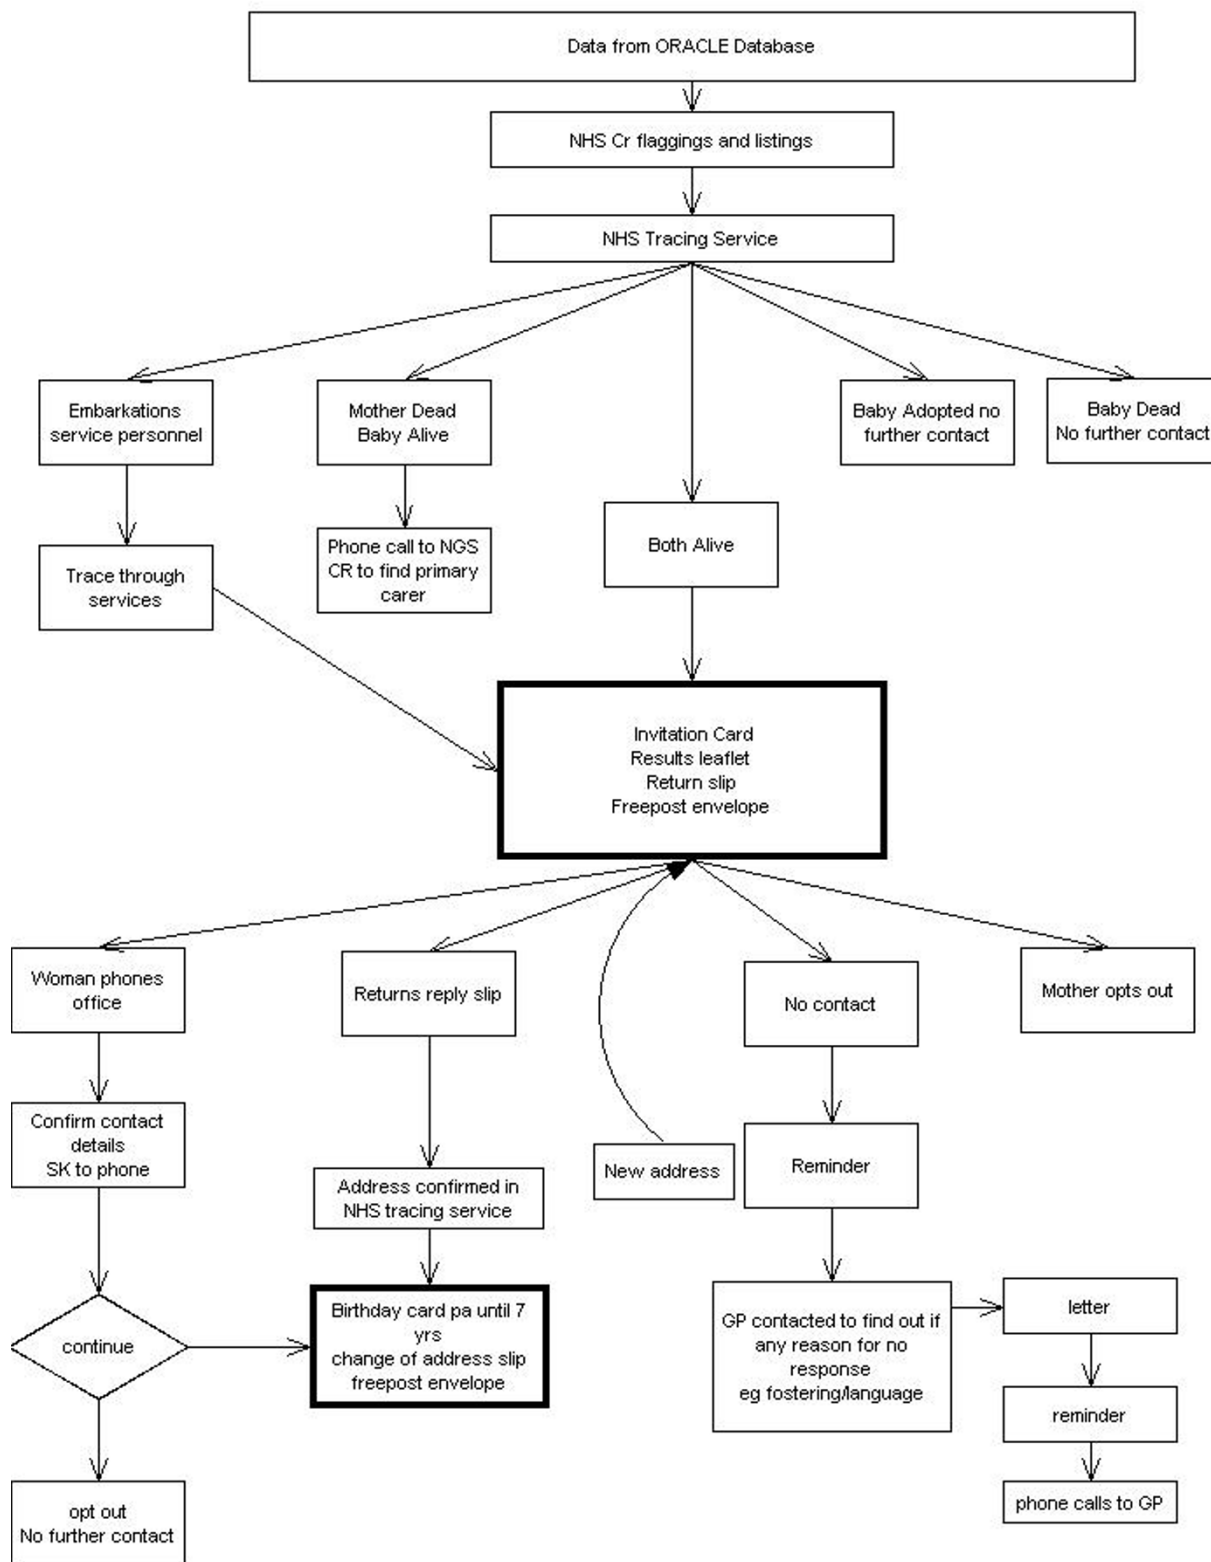 Data from ORACLE Database
NHS Cr flaggings and listings
NHS Tracing Service
Embarkations
service personnel
Mother Dead
Baby Alive
Baby Adopted no
further contact
Baby Dead
No further contact
Trace through
services
Phone call to NGS
CR to find primary
carer
Both Alive
Invitation Card
Results leaflet
Return slip
Freepost envelope
Woman phones
office
Returns reply slip
No contact
Mother opts out
Confirm contact
details
SK to phone
Address confirmed in
NHS tracing service
New address
Reminder
continue
Birthday card pa until 7
yrs
change of address slip
freepost envelope
GP contacted to find out if
any reason for no
response
eg fostering/language
letter
reminder
phone calls to GP
opt out
No further contact